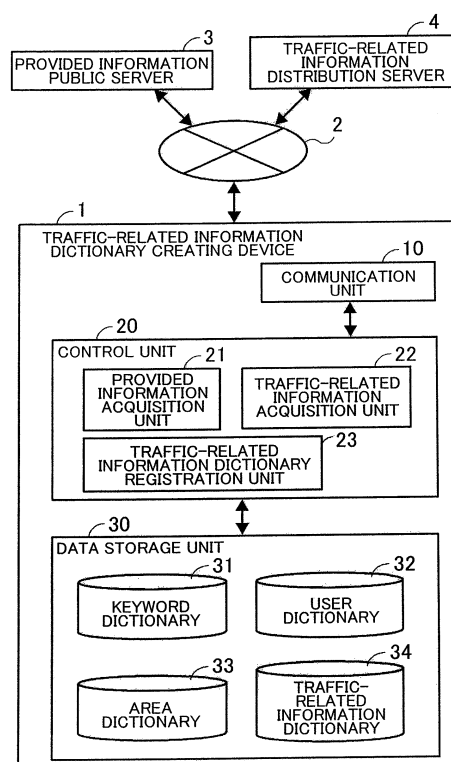 3
PROVIDED INFORMATION
PUBLIC SERVER
4
TRAFFIC-RELATED
INFORMATION
DISTRIBUTION SERVER
2
1
TRAFFIC-RELATED INFORMATION
DICTIONARY CREATING DEVICE
10
COMMUNICATION
UNIT
20
CONTROL UNIT
21
PROVIDED
INFORMATION
ACQUISITION
UNIT
22
TRAFFIC-RELATED
INFORMATION
ACQUISITION UNIT
23
TRAFFIC-RELATED
INFORMATION DICTIONARY
REGISTRATION UNIT
30
DATA STORAGE UNIT
31
KEYWORD
DICTIONARY
32
USER
DICTIONARY
33
AREA
DICTIONARY
34
TRAFFIC-
RELATED
INFORMATION
DICTIONARY